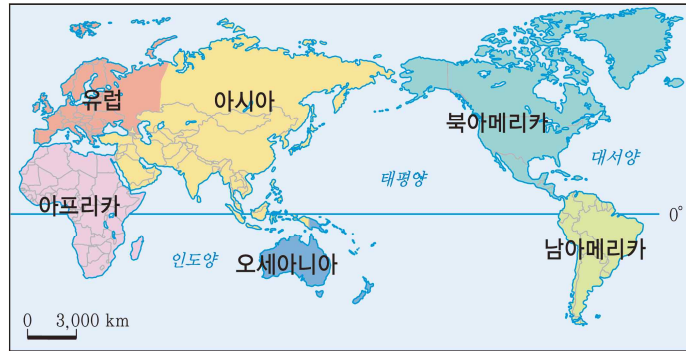 유럽
아시아
북아메리카
대서양
태평양
아프리카
0°
인도양
오세아니아
남아메리카
0 3,000 km